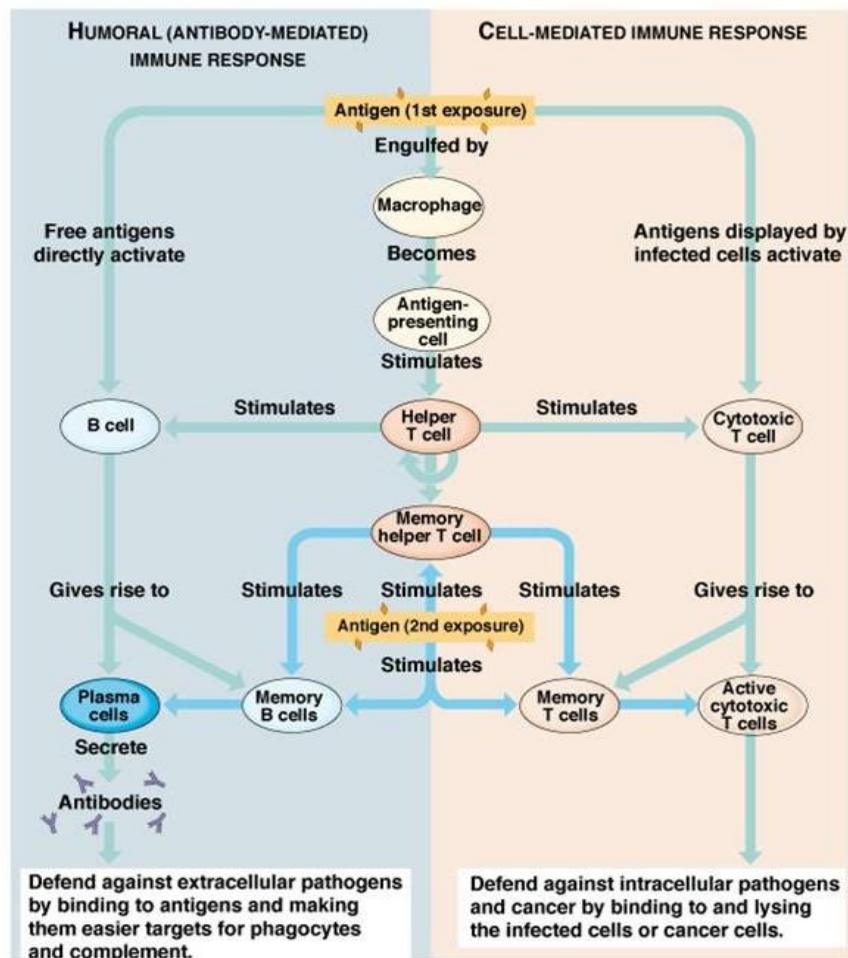 HUMORAL (ANTIBODY-MEDIATED)
IMMUNE RESPONSE
CELL-MEDIATED IMMUNE RESPONSE
Antigen (1st exposure)
Engulfed by
Macrophage
Free antigens
directly activate
Antigens displayed by
infected cells activate
Becomes
Antigen-
presenting
cell
Stimulates
B cell
Stimulates
Helper
T cell
Stimulates
Cytotoxic
T cell
Memory
helper T cell
Gives rise to
Stimulates
Stimulates
Stimulates
Gives rise to
Antigen (2nd exposure)
Stimulates
Plasma
cells
Memory
B cells
Memory
T cells
Active
cytotoxic
T cells
Secrete
Antibodies
Defend against extracellular pathogens
by binding to antigens and making
them easier targets for phagocytes
and complement.
Defend against intracellular pathogens
and cancer by binding to and lysing
the infected cells or cancer cells.